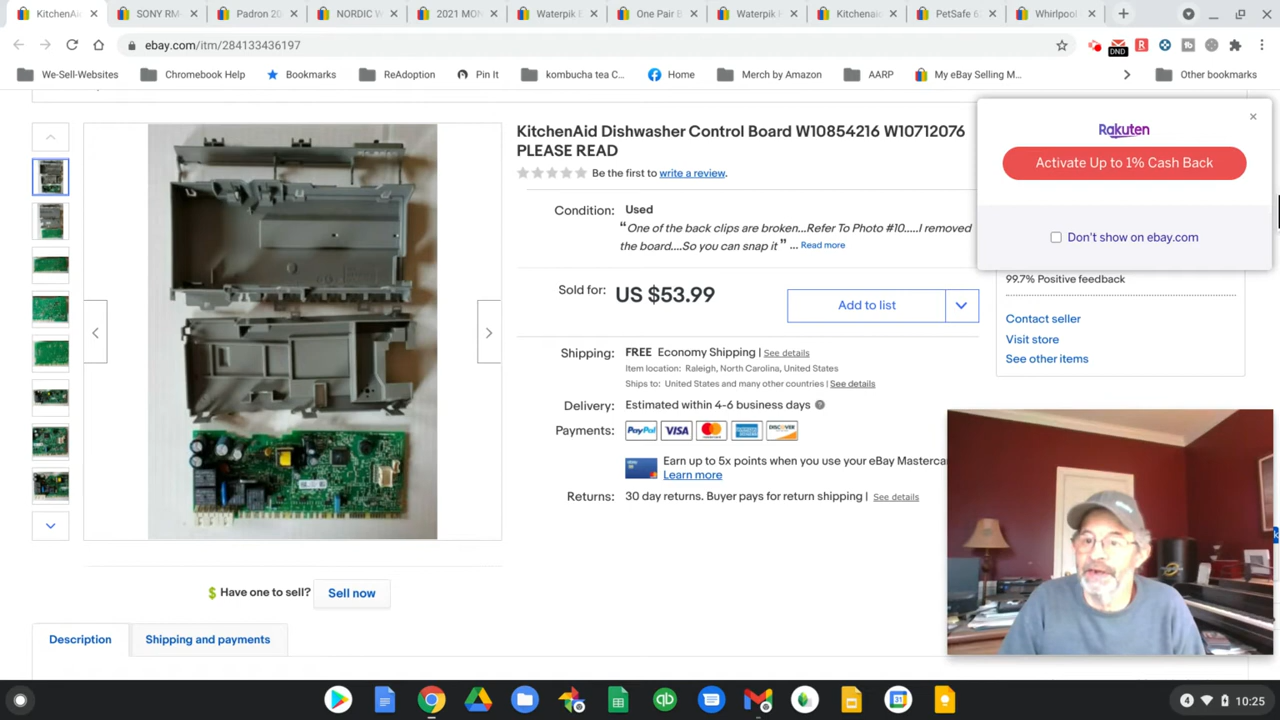 KitchenAi
SONY RM
Padron 20
NORDIC W
2021 MON
Waterpik E
One Pair B
Waterpik
Kitchenaid
PetSafe 6
Whirlpool
ebay.com/itm/284133436197
DND
We-Sell-Websites
Chromebook Help
Bookmarks
ReAdoption
Pin It
kombucha tea C...
Home
Merch by Amazon
AARP
My eBay Selling M...
Other bookmarks
Rakuten
Activate Up to 1% Cash Back
Don't show on ebay.com
KitchenAid Dishwasher Control Board W10854216 W10712076
PLEASE READ
Be the first to write a review.
Condition: Used
“One of the back clips are broken...Refer To Photo #10.....I removed
the board....So you can snap it” ... Read more
Sold for: US $53.99
Add to list
99.7% Positive feedback
Contact seller
Visit store
See other items
Shipping: FREE Economy Shipping | See details
Item location: Raleigh, North Carolina, United States
Ships to: United States and many other countries | See details
Delivery: Estimated within 4-6 business days
Payments: PayPal VISA MasterCard DISCOVER
Earn up to 5x points when you use your eBay Mastercar
Learn more
Returns: 30 day returns. Buyer pays for return shipping | See details
Have one to sell? Sell now
Description
Shipping and payments
4 10:25